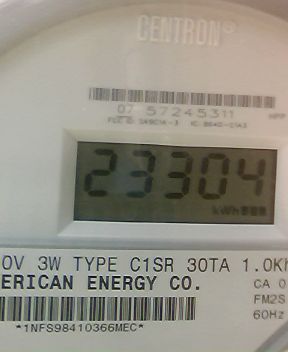 CENTRON®
07 57245311
23304
kWh
0V 3W TYPE C1SR 30TA 1.0Kh
ERICAN ENERGY CO.
CA 0
FM2S
60Hz
*1NFS98410366MEC*